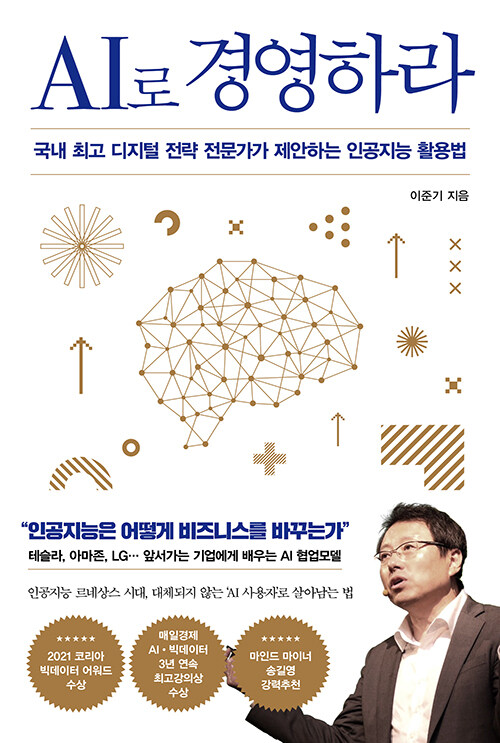 AI로 경영하라
국내 최고 디지털 전략 전문가가 제안하는 인공지능 활용법
이준기 지음
“인공지능은 어떻게 비즈니스를 바꾸는가”
테슬라, 아마존, LG… 앞서가는 기업에게 배우는 AI 협업모델
인공지능 르네상스 시대, 대체되지 않는 'AI 사용자'로 살아남는 법
2021 코리아
빅데이터 어워드
수상
매일경제
AI·빅데이터
3년 연속
최고강의상
수상
마인드 마이너
송길영
강력추천